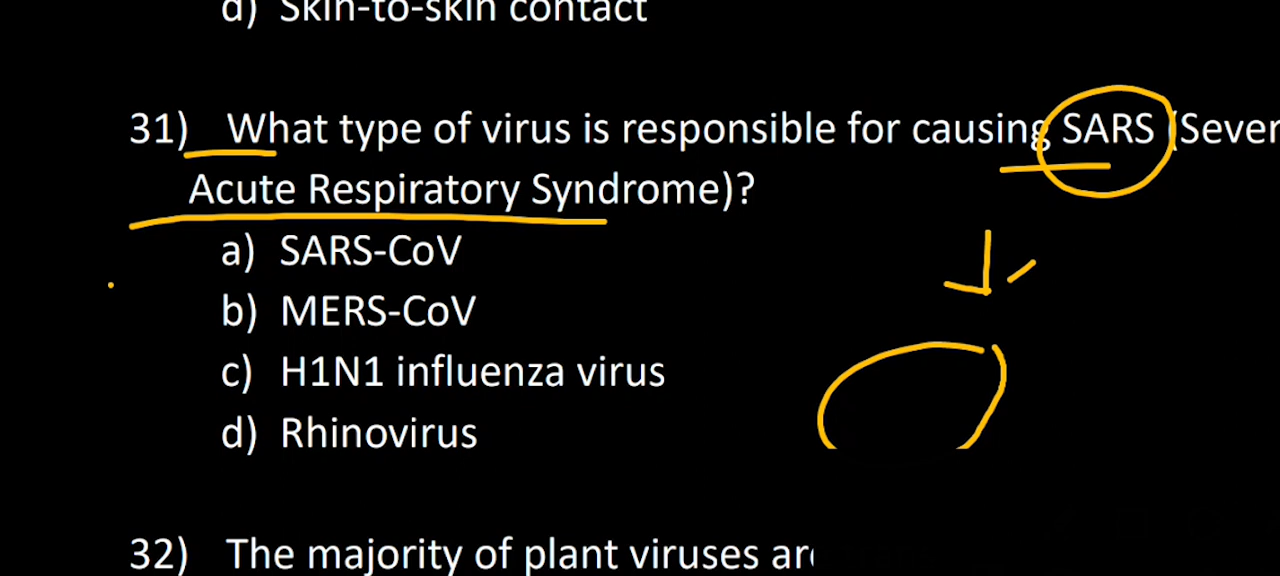 d) Skin-to-skin contact
31) What type of virus is responsible for causing SARS (Sever
Acute Respiratory Syndrome)?
a) SARS-CoV
b) MERS-CoV
c) H1N1 influenza virus
d) Rhinovirus
32) The majority of plant viruses are